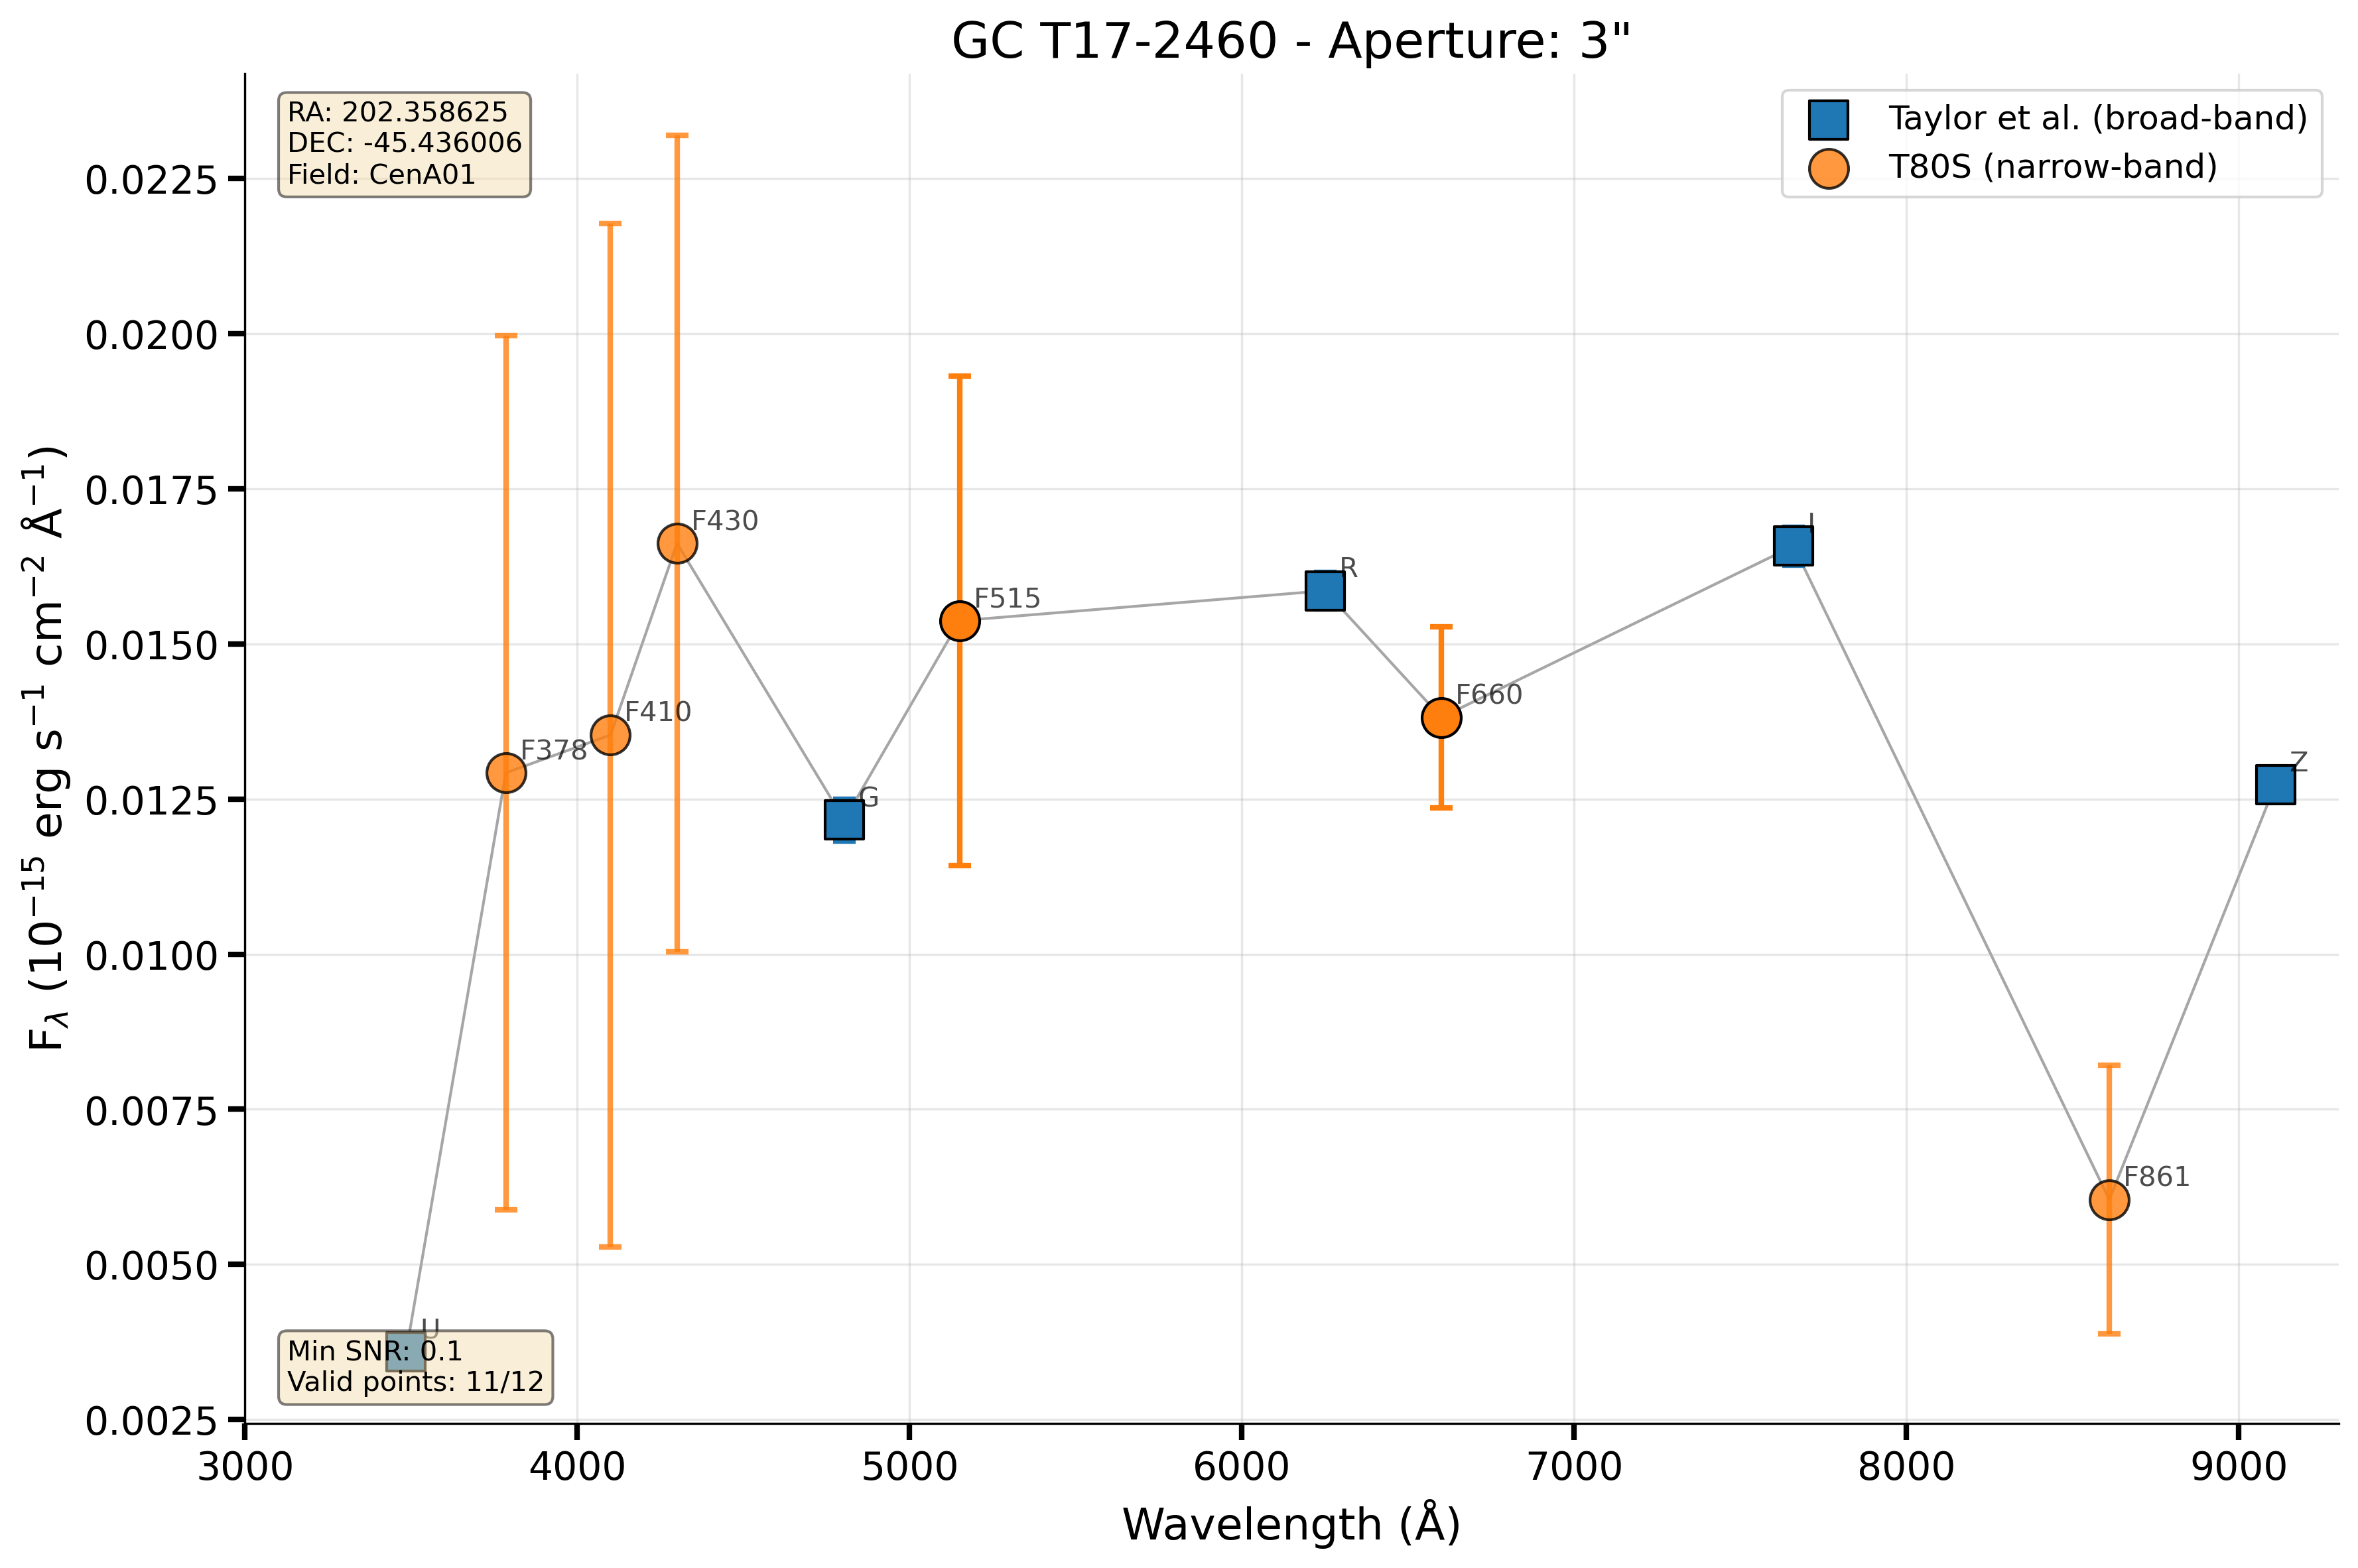 GC T17-2460 - Aperture: 3"
RA: 202.358625
DEC: -45.436006
Field: CenA01
Taylor et al. (broad-band)
T80S (narrow-band)
0.0225
0.0200
0.0175
0.0150
0.0125
0.0100
0.0075
0.0050
0.0025
F430
F515
R
I
F410
F378
G
F660
Z
F861
U
Min SNR: 0.1
Valid points: 11/12
3000 4000 5000 6000 7000 8000 9000
Wavelength (Å)
Fλ (10⁻¹⁵ erg s⁻¹ cm⁻² Å⁻¹)